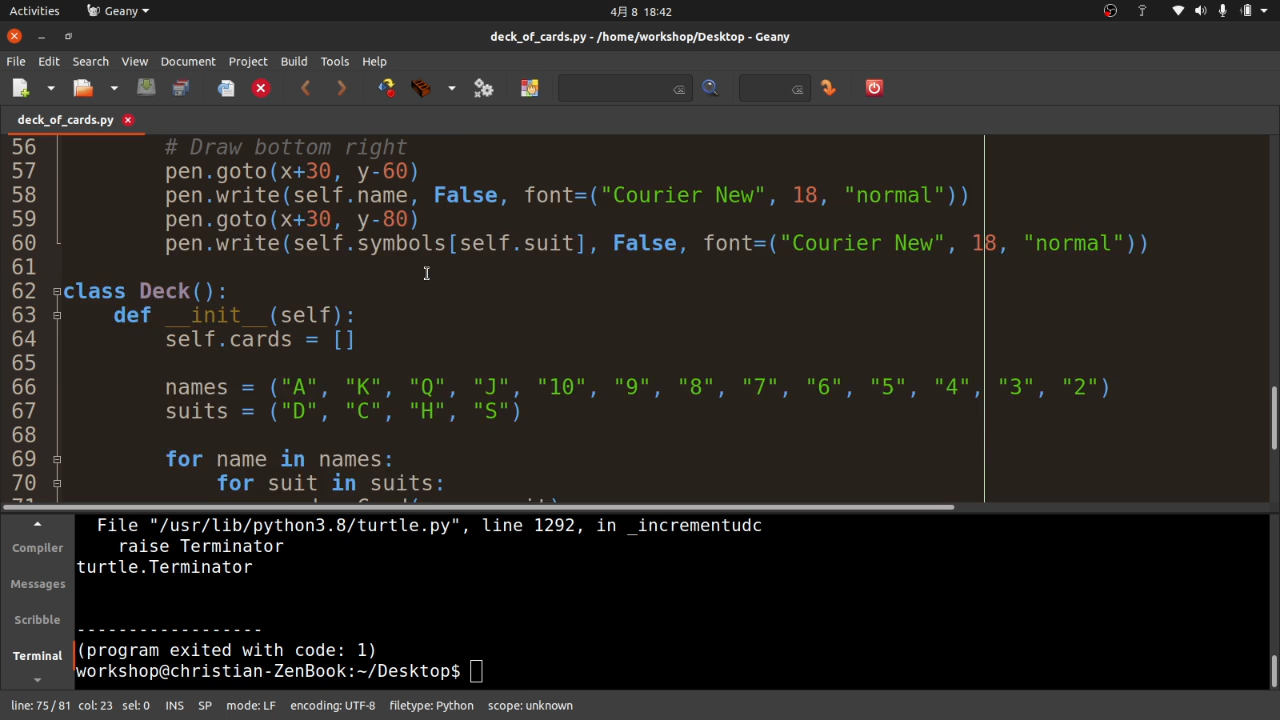 Activities Geany 4月 8 18:42
deck_of_cards.py - /home/workshop/Desktop - Geany
File Edit Search View Document Project Build Tools Help
deck_of_cards.py
56 # Draw bottom right
57 pen.goto(x+30, y-60)
58 pen.write(self.name, False, font=("Courier New", 18, "normal"))
59 pen.goto(x+30, y-80)
60 pen.write(self.symbols[self.suit], False, font=("Courier New", 18, "normal"))
61
62 class Deck():
63 def __init__(self):
64 self.cards = []
65
66 names = ("A", "K", "Q", "J", "10", "9", "8", "7", "6", "5", "4", "3", "2")
67 suits = ("D", "C", "H", "S")
68
69 for name in names:
70 for suit in suits:
File "/usr/lib/python3.8/turtle.py", line 1292, in _incrementudc
raise Terminator
turtle.Terminator
------------------
(program exited with code: 1)
workshop@christian-ZenBook:~/Desktop$
Compiler
Messages
Scribble
Terminal
line: 75 / 81 col: 23 sel: 0 INS SP mode: LF encoding: UTF-8 filetype: Python scope: unknown